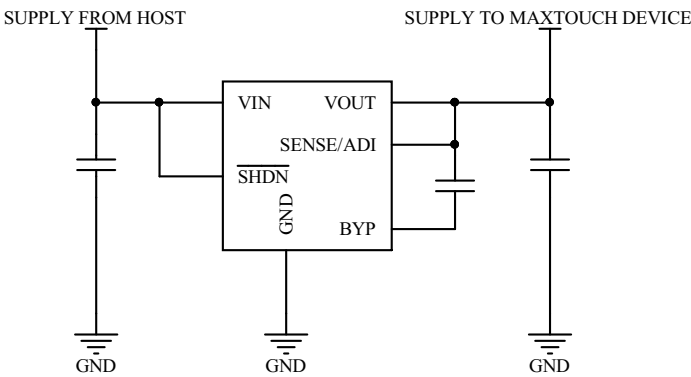 SUPPLY FROM HOST
SUPPLY TO MAXTOUCH DEVICE
VIN
VOUT
SENSE/ADI
SHDN
GND
BYP
GND
GND
GND